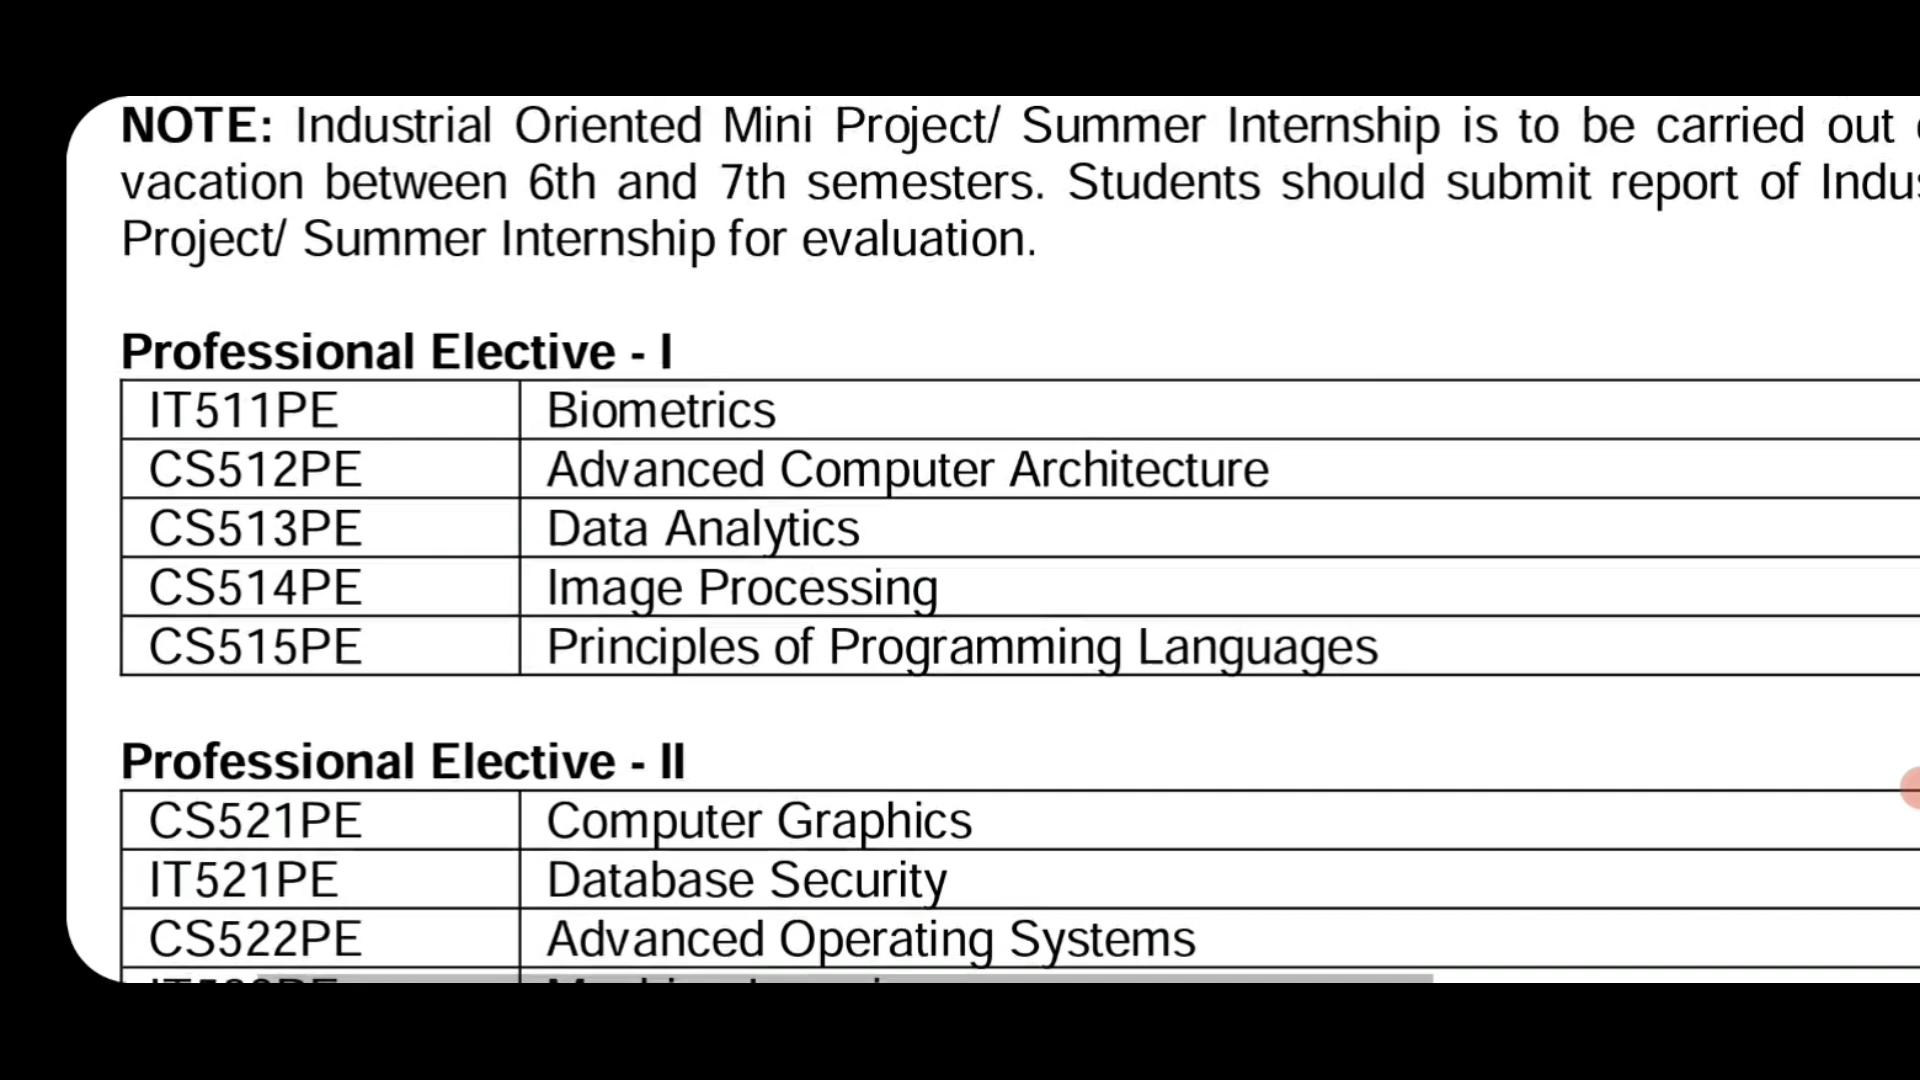 NOTE: Industrial Oriented Mini Project/ Summer Internship is to be carried out
vacation between 6th and 7th semesters. Students should submit report of Indus
Project/ Summer Internship for evaluation.
Professional Elective - I
IT511PE Biometrics
CS512PE Advanced Computer Architecture
CS513PE Data Analytics
CS514PE Image Processing
CS515PE Principles of Programming Languages
Professional Elective - II
CS521PE Computer Graphics
IT521PE Database Security
CS522PE Advanced Operating Systems